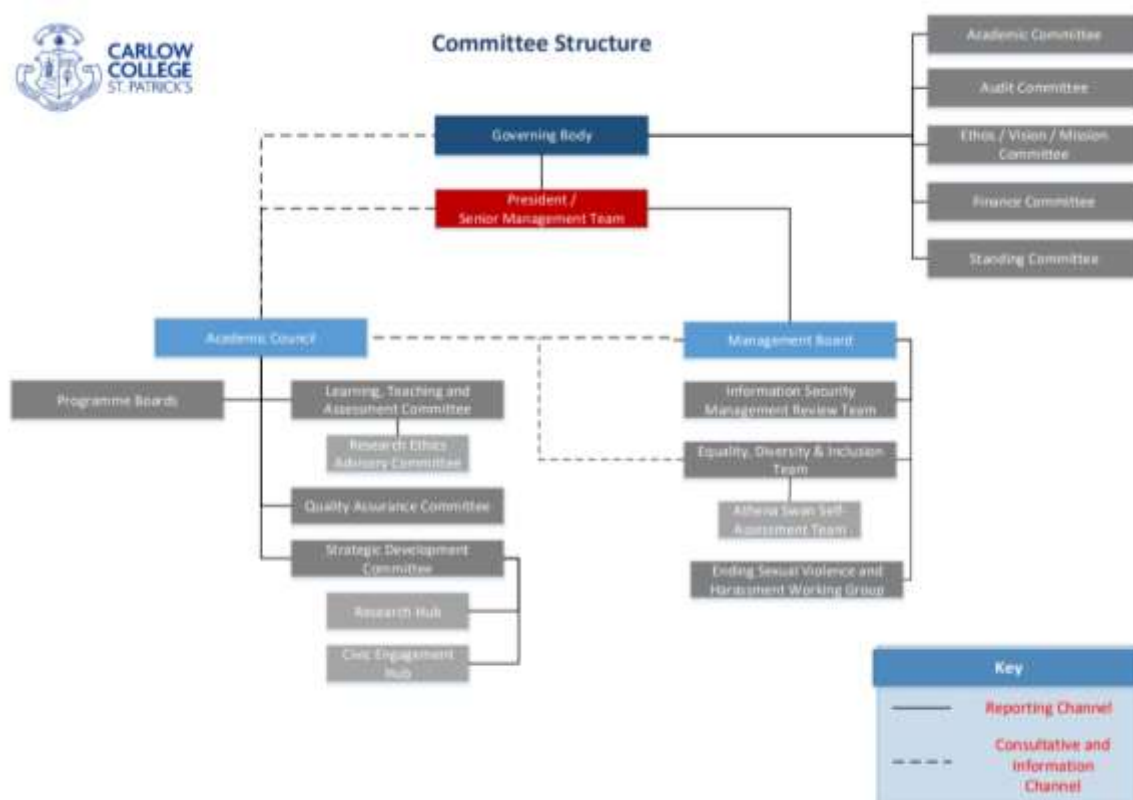 CARLOW
COLLEGE
ST. PATRICK'S
Committee Structure
Academic Committee
Audit Committee
Governing Body
Ethos / Vision / Mission
Committee
President /
Senior Management Team
Finance Committee
Standing Committee
Academic Council
Management Board
Programme Boards
Learning, Teaching and
Assessment Committee
Information Security
Management Review Team
Research Ethics
Advisory Committee
Equality, Diversity & Inclusion
Team
Quality Assurance Committee
Athena Swan Self-
Assessment Team
Strategic Development
Committee
Ending Sexual Violence and
Harassment Working Group
Research Hub
Civic Engagement
Hub
Key
Reporting Channel
Consultative and
Information
Channel